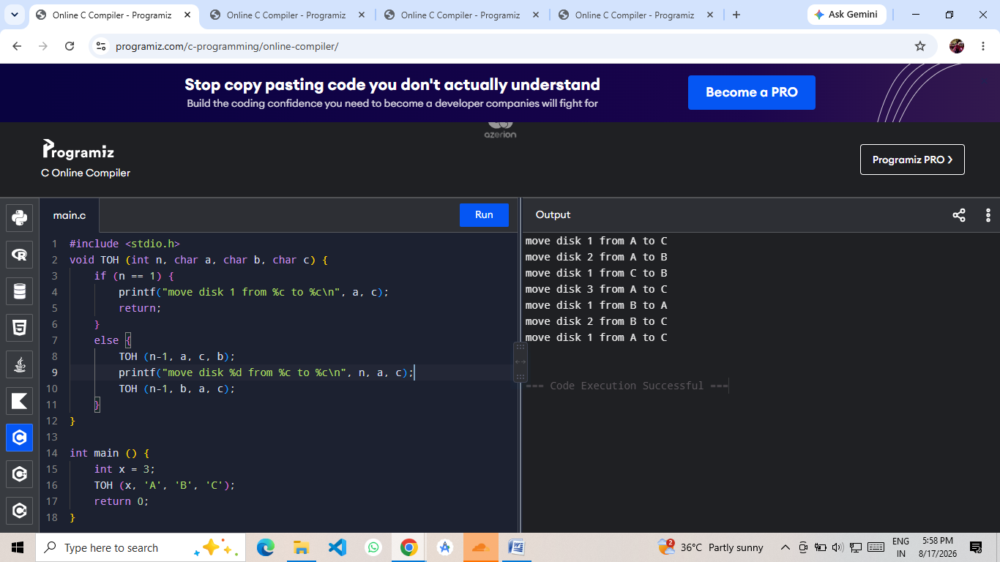 Online C Compiler - Programiz
Online C Compiler - Programiz
Online C Compiler - Programiz
Online C Compiler - Programiz
Ask Gemini
programiz.com/c-programming/online-compiler/
Stop copy pasting code you don't actually understand
Build the coding confidence you need to become a developer companies will fight for
Become a PRO
azerion
Programiz
C Online Compiler
Programiz PRO
main.c
Run
Output
1 #include <stdio.h>
2 void TOH (int n, char a, char b, char c) {
3 if (n == 1) {
4 printf("move disk 1 from %c to %c\n", a, c);
5 return;
6 }
7 else {
8 TOH (n-1, a, c, b);
9 printf("move disk %d from %c to %c\n", n, a, c);
10 TOH (n-1, b, a, c);
11 }
12 }
13
14 int main () {
15 int x = 3;
16 TOH (x, 'A', 'B', 'C');
17 return 0;
18 }
move disk 1 from A to C
move disk 2 from A to B
move disk 1 from C to B
move disk 3 from A to C
move disk 1 from B to A
move disk 2 from B to C
move disk 1 from A to C
=== Code Execution Successful ===
Type here to search
2
36°C Partly sunny
ENG
IN
5:58 PM
8/17/2026